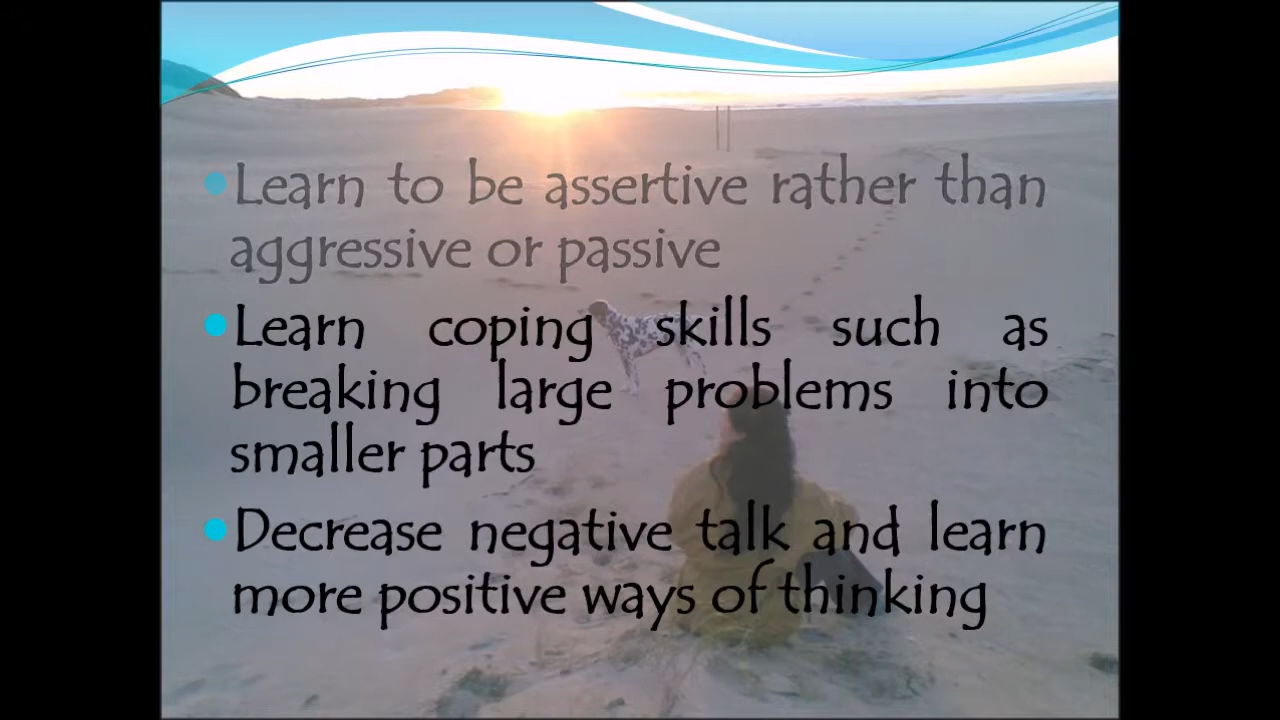 Learn to be assertive rather than
aggressive or passive
Learn coping skills such as
breaking large problems into
smaller parts
Decrease negative talk and learn
more positive ways of thinking